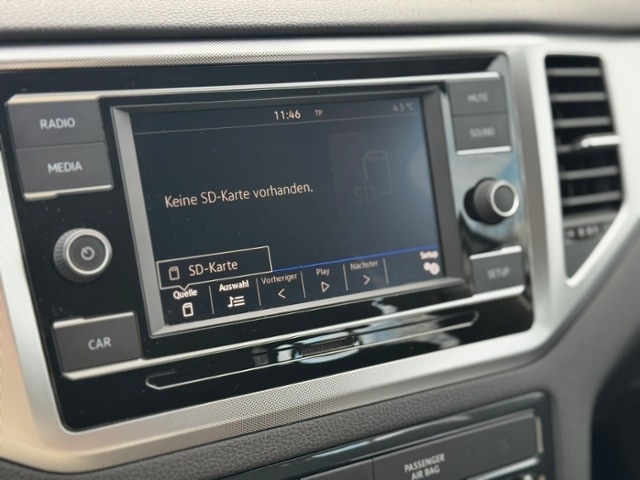 RADIO
MEDIA
CAR
11:46 TP 4.5 °C
Keine SD-Karte vorhanden.
SD
SD-Karte
Quelle
Auswahl
Vorheriger
Play
Nächster
Setup
MUTE
SOUND
SETUP
PASSENGER
AIR BAG